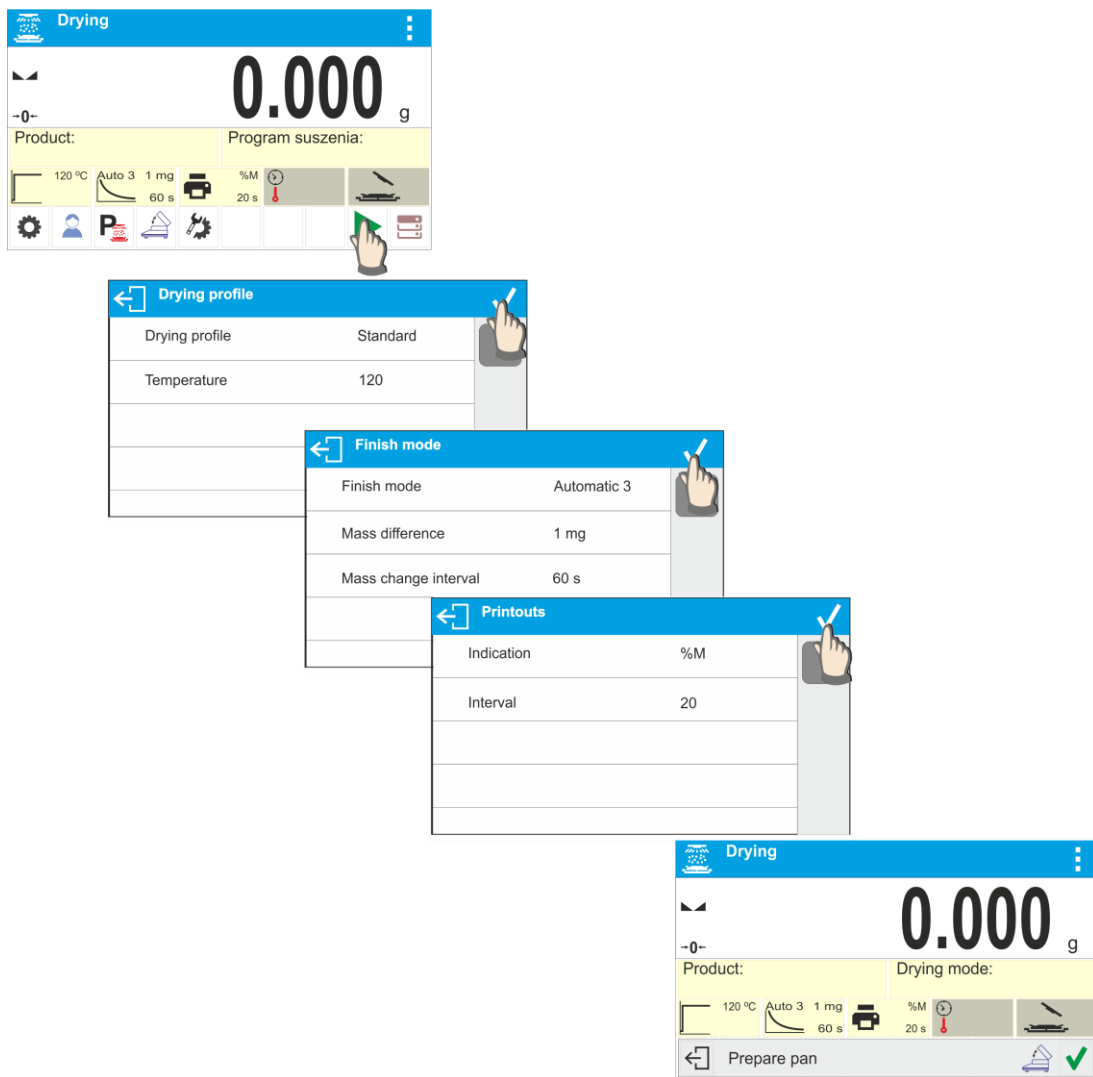 Drying
0.000 g
→0←
Product: Program suszenia:
120 ºC Auto 3 1 mg %M
60 s 20 s
P
Drying profile
Drying profile Standard
Temperature 120
Finish mode
Finish mode Automatic 3
Mass difference 1 mg
Mass change interval 60 s
Printouts
Indication %M
Interval 20
Drying
0.000 g
→0←
Product: Drying mode:
120 ºC Auto 3 1 mg %M
60 s 20 s
Prepare pan